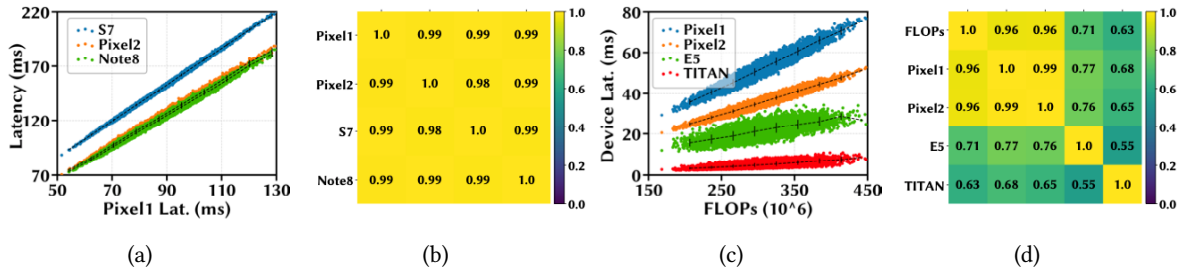 220
170
120
70
Latency (ms)
S7
Pixel2
Note8
50 70 90 110 130
Pixel1 Lat. (ms)
(a)
Pixel1 1.0 0.99 0.99 0.99
Pixel2 0.99 1.0 0.98 0.99
S7 0.99 0.98 1.0 0.99
Note8 0.99 0.99 0.99 1.0
1.0
0.8
0.6
0.4
0.2
0.0
(b)
80
60
40
20
0
Device Lat. (ms)
Pixel1
Pixel2
E5
TITAN
150 250 350 450
FLOPs (10^6)
(c)
FLOPs 1.0 0.96 0.96 0.71 0.63
Pixel1 0.96 1.0 0.99 0.77 0.68
Pixel2 0.96 0.99 1.0 0.76 0.65
E5 0.71 0.77 0.76 1.0 0.55
TITAN 0.63 0.68 0.65 0.55 1.0
1.0
0.8
0.6
0.4
0.2
0.0
(d)